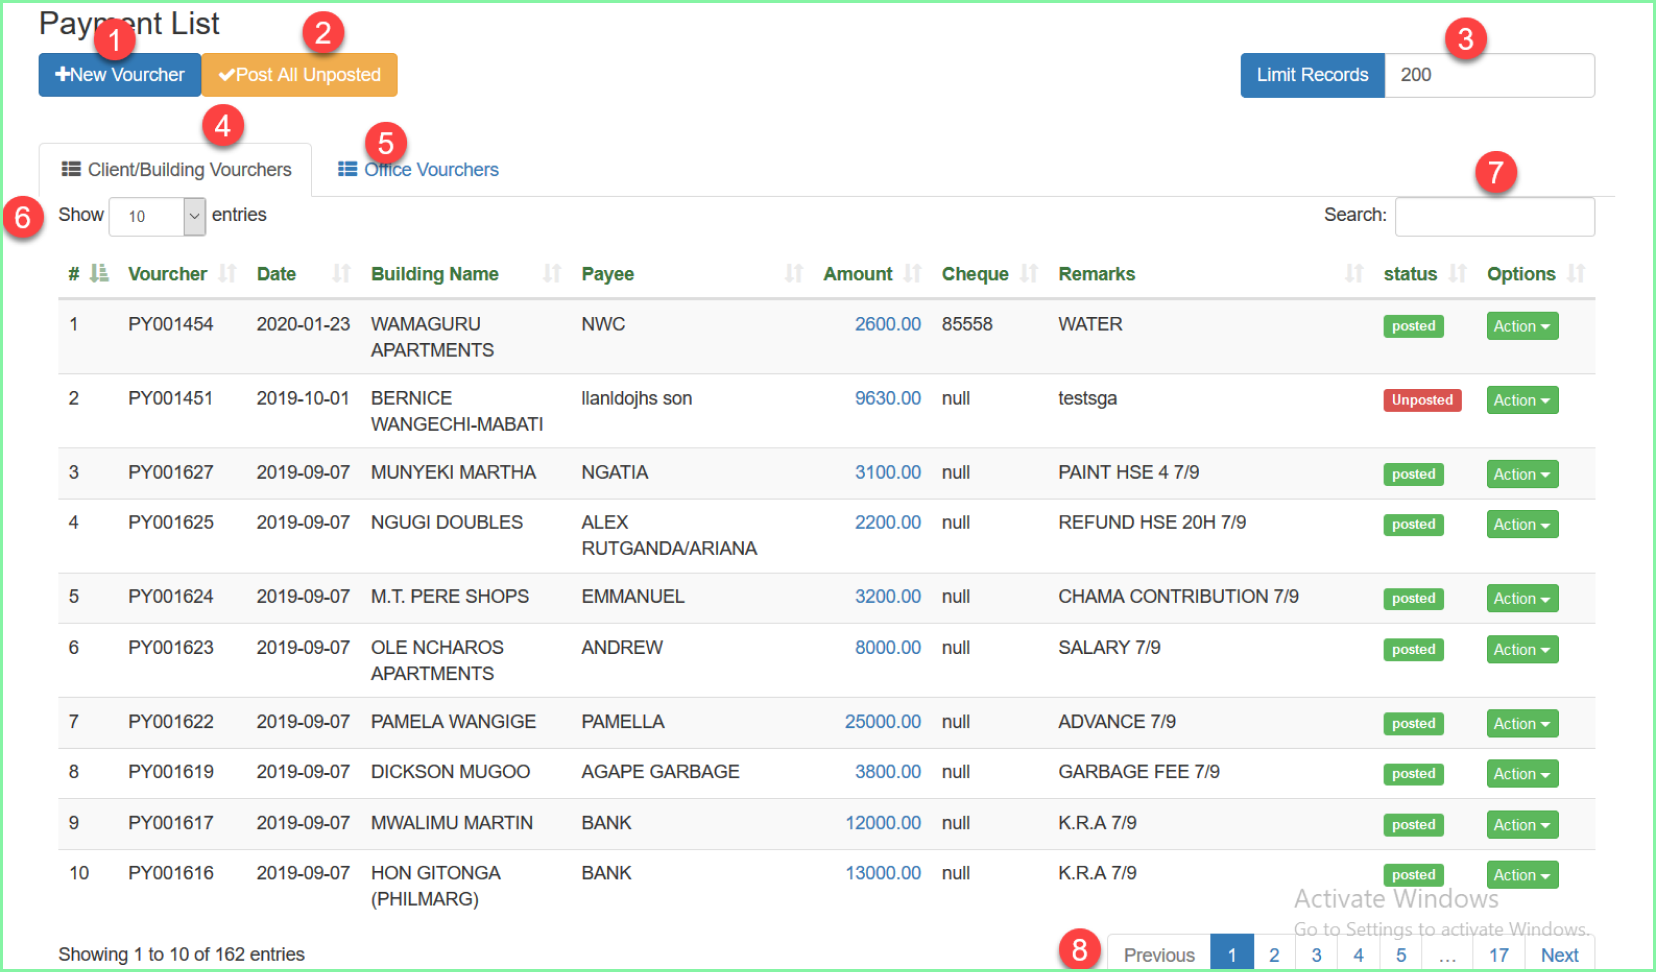 Payment List
1
2
3
New Vourcher
Post All Unposted
Limit Records 200
4
5
Client/Building Vourchers
Office Vourchers
7
6
Show 10 entries
Search:
# Vourcher Date Building Name Payee Amount Cheque Remarks status Options
1 PY001454 2020-01-23 WAMAGURU NWC 2600.00 85558 WATER posted Action
APARTMENTS
2 PY001451 2019-10-01 BERNICE llanldojhs son 9630.00 null testsga Unposted Action
WANGECHI-MABATI
3 PY001627 2019-09-07 MUNYEKI MARTHA NGATIA 3100.00 null PAINT HSE 4 7/9 posted Action
4 PY001625 2019-09-07 NGUGI DOUBLES ALEX 2200.00 null REFUND HSE 20H 7/9 posted Action
RUTGANDA/ARIANA
5 PY001624 2019-09-07 M.T. PERE SHOPS EMMANUEL 3200.00 null CHAMA CONTRIBUTION 7/9 posted Action
6 PY001623 2019-09-07 OLE NCHAROS ANDREW 8000.00 null SALARY 7/9 posted Action
APARTMENTS
7 PY001622 2019-09-07 PAMELA WANGIGE PAMELLA 25000.00 null ADVANCE 7/9 posted Action
8 PY001619 2019-09-07 DICKSON MUGOO AGAPE GARBAGE 3800.00 null GARBAGE FEE 7/9 posted Action
9 PY001617 2019-09-07 MWALIMU MARTIN BANK 12000.00 null K.R.A 7/9 posted Action
10 PY001616 2019-09-07 HON GITONGA BANK 13000.00 null K.R.A 7/9 posted Action
(PHILMARG)
Activate Windows
Go to Settings to activate Windows.
Showing 1 to 10 of 162 entries
8
Previous 1 2 3 4 5 ... 17 Next